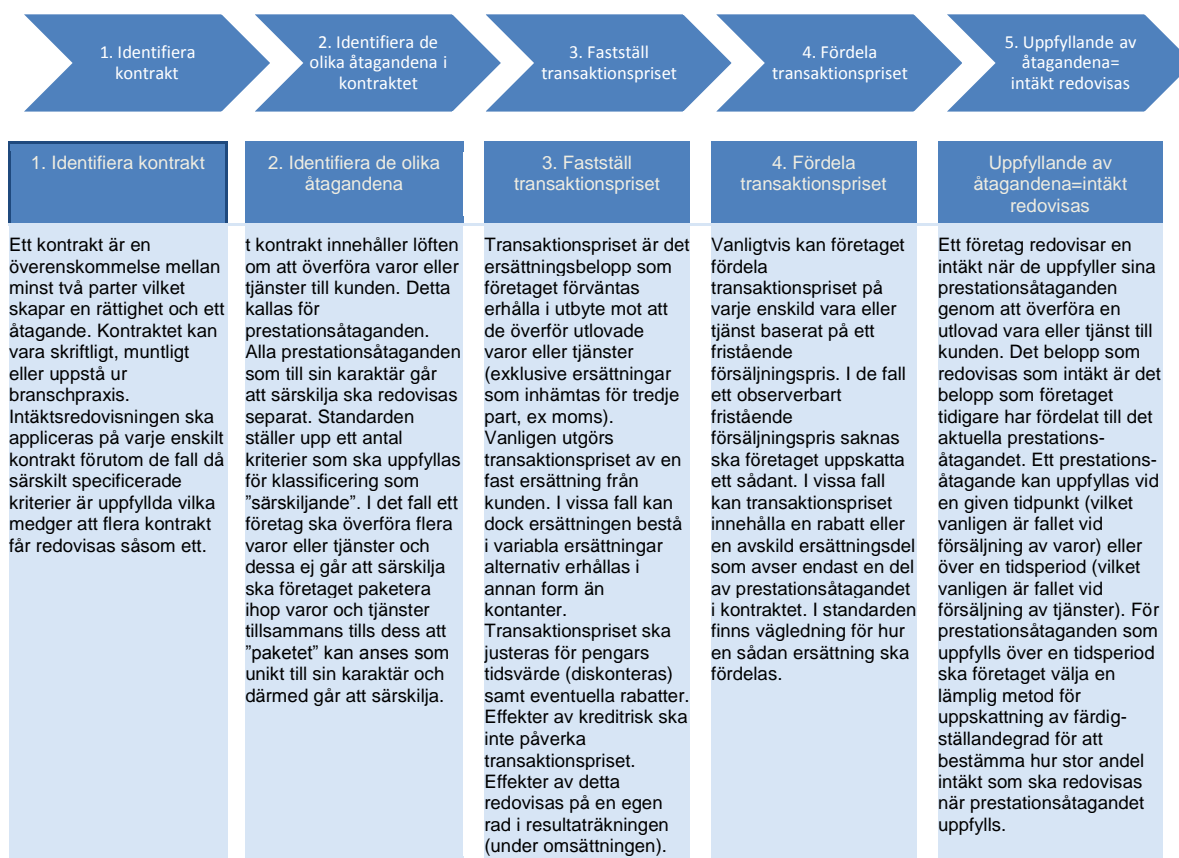 1. Identifiera
kontrakt
2. Identifiera de
olika åtagandena i
kontraktet
3. Fastställ
transaktionspriset
4. Fördela
transaktionspriset
5. Uppfyllande av
åtagandena=
intäkt redovisas
1. Identifiera kontrakt
Ett kontrakt är en
överenskommelse mellan
minst två parter vilket
skapar en rättighet och ett
åtagande. Kontraktet kan
vara skriftligt, muntligt
eller uppstå ur
branschpraxis.
Intäktsredovisningen ska
appliceras på varje enskilt
kontrakt förutom de fall då
särskilt specificerade
kriterier är uppfyllda vilka
medger att flera kontrakt
får redovisas såsom ett.
2. Identifiera de olika
åtagandena
t kontrakt innehåller löften
om att överföra varor eller
tjänster till kunden. Detta
kallas för
prestationsåtaganden.
Alla prestationsåtaganden
som till sin karaktär går
att särskilja ska redovisas
separat. Standarden
ställer upp ett antal
kriterier som ska uppfyllas
för klassificering som
”särskiljande”. I det fall ett
företag ska överföra flera
varor eller tjänster och
dessa ej går att särskilja
ska företaget paketera
ihop varor och tjänster
tillsammans tills dess att
”paketet” kan anses som
unikt till sin karaktär och
därmed går att särskilja.
3. Fastställ
transaktionspriset
Transaktionspriset är det
ersättningsbelopp som
företaget förväntas
erhålla i utbyte mot att
de överför utlovade
varor eller tjänster
(exklusive ersättningar
som inhämtas för tredje
part, ex moms).
Vanligen utgörs
transaktionspriset av en
fast ersättning från
kunden. I vissa fall kan
dock ersättningen bestå
i variabla ersättningar
alternativ erhållas i
annan form än
kontanter.
Transaktionspriset ska
justeras för pengars
tidsvärde (diskonteras)
samt eventuella rabatter.
Effekter av kreditrisk ska
inte påverka
transaktionspriset.
Effekter av detta
redovisas på en egen
rad i resultaträkningen
(under omsättningen).
4. Fördela
transaktionspriset
Vanligtvis kan företaget
fördela
transaktionspriset på
varje enskild vara eller
tjänst baserat på ett
fristående
försäljningspris. I de fall
ett observerbart
fristående
försäljningspris saknas
ska företaget uppskatta
ett sådant. I vissa fall
kan transaktionspriset
innehålla en rabatt eller
en avskild ersättningsdel
som avser endast en del
av prestationsåtagandet
i kontraktet. I standarden
finns vägledning för hur
en sådan ersättning ska
fördelas.
Uppfyllande av
åtagandena=intäkt
redovisas
Ett företag redovisar en
intäkt när de uppfyller sina
prestationsåtaganden
genom att överföra en
utlovad vara eller tjänst till
kunden. Det belopp som
redovisas som intäkt är det
belopp som företaget
tidigare har fördelat till det
aktuella prestations-
åtagandet. Ett prestations-
åtagande kan uppfyllas vid
en given tidpunkt (vilket
vanligen är fallet vid
försäljning av varor) eller
över en tidsperiod (vilket
vanligen är fallet vid
försäljning av tjänster). För
prestationsåtaganden som
uppfylls över en tidsperiod
ska företaget välja en
lämplig metod för
uppskattning av färdig-
ställandegrad för att
bestämma hur stor andel
intäkt som ska redovisas
när prestationsåtagandet
uppfylls.